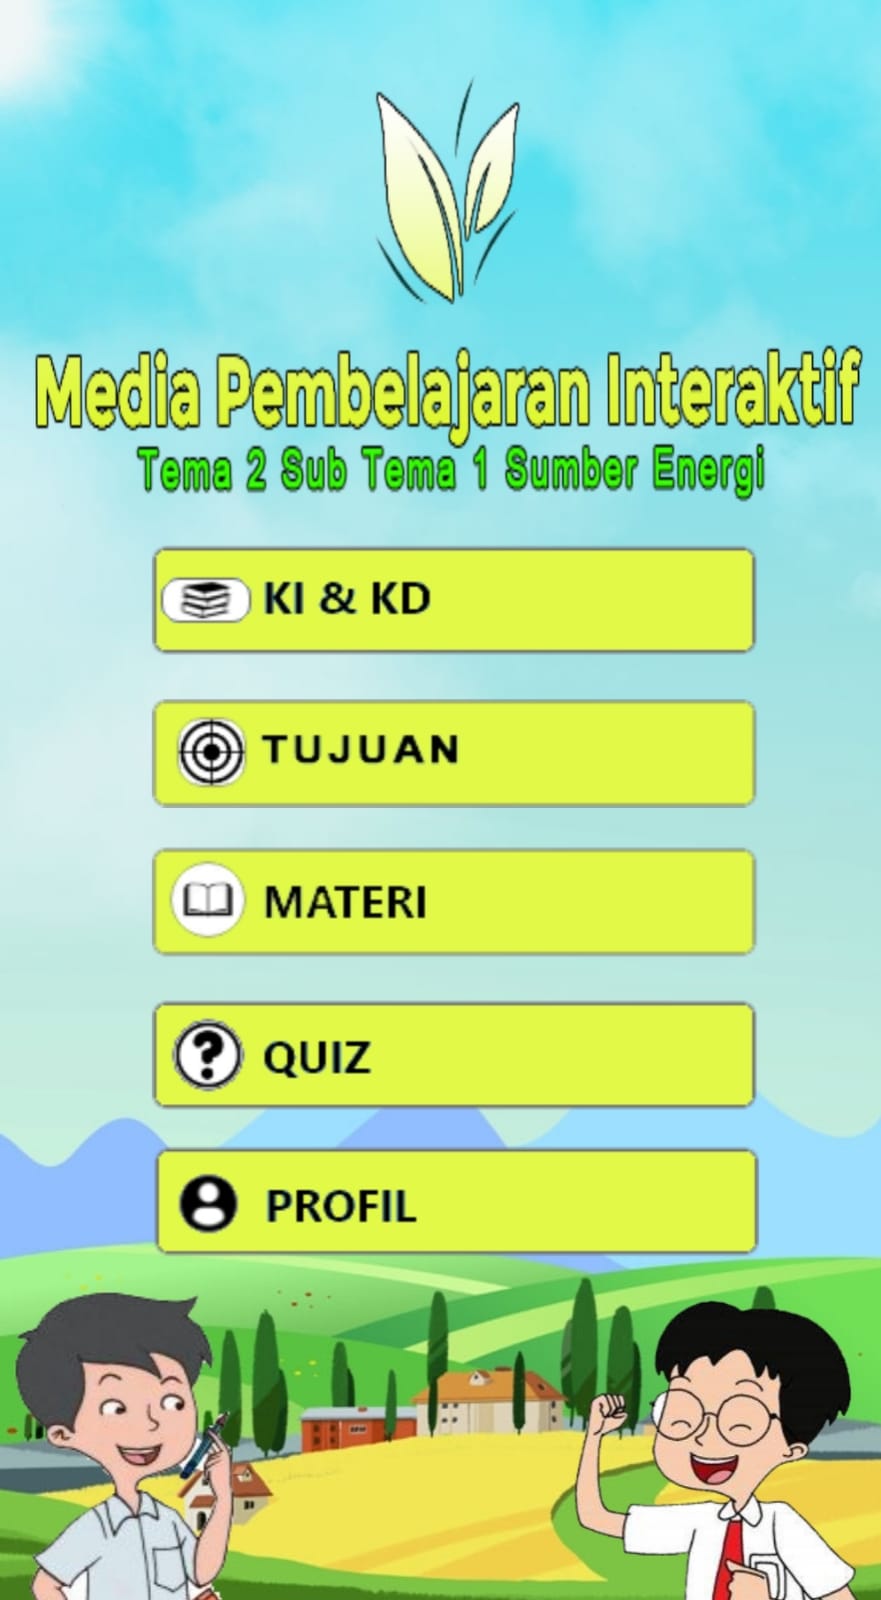 Media Pembelajaran Interaktif
Tema 2 Sub Tema 1 Sumber Energi
KI & KD
TUJUAN
MATERI
QUIZ
PROFIL